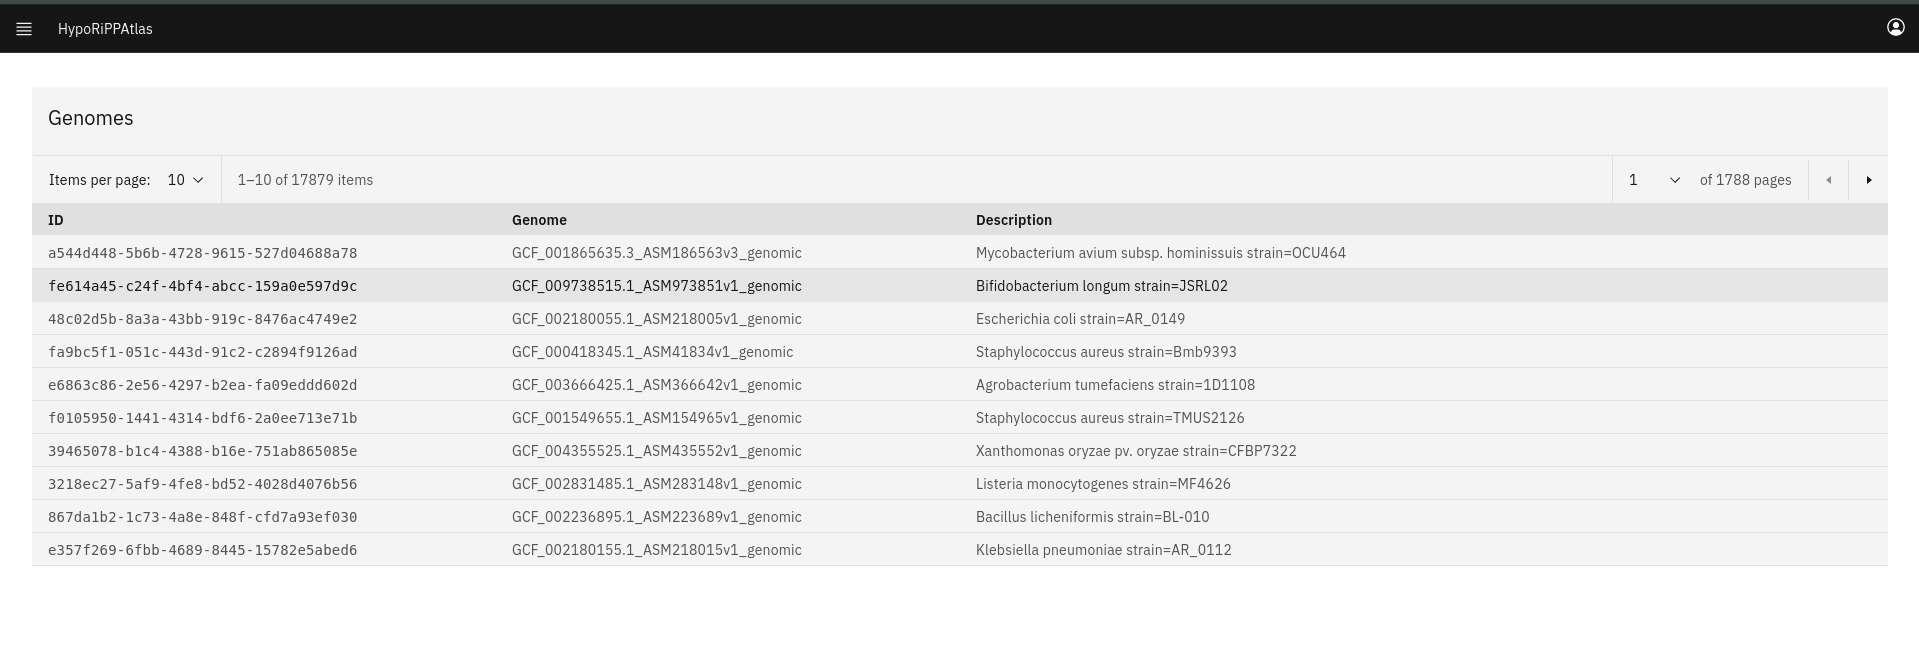 HypoRiPPAtlas
Genomes
Items per page: 10 1–10 of 17879 items 1 of 1788 pages
ID Genome Description
a544d448-5b6b-4728-9615-527d04688a78 GCF_001865635.3_ASM186563v3_genomic Mycobacterium avium subsp. hominissuis strain=OCU464
fe614a45-c24f-4bf4-abcc-159a0e597d9c GCF_009738515.1_ASM973851v1_genomic Bifidobacterium longum strain=JSRL02
48c02d5b-8a3a-43bb-919c-8476ac4749e2 GCF_002180055.1_ASM218005v1_genomic Escherichia coli strain=AR_0149
fa9bc5f1-051c-443d-91c2-c2894f9126ad GCF_000418345.1_ASM41834v1_genomic Staphylococcus aureus strain=Bmb9393
e6863c86-2e56-4297-b2ea-fa09eddd602d GCF_003666425.1_ASM366642v1_genomic Agrobacterium tumefaciens strain=1D1108
f0105950-1441-4314-bdf6-2a0ee713e71b GCF_001549655.1_ASM154965v1_genomic Staphylococcus aureus strain=TMUS2126
39465078-b1c4-4388-b16e-751ab865085e GCF_004355525.1_ASM435552v1_genomic Xanthomonas oryzae pv. oryzae strain=CFBP7322
3218ec27-5af9-4fe8-bd52-4028d4076b56 GCF_002831485.1_ASM283148v1_genomic Listeria monocytogenes strain=MF4626
867da1b2-1c73-4a8e-848f-cfd7a93ef030 GCF_002236895.1_ASM223689v1_genomic Bacillus licheniformis strain=BL-010
e357f269-6fbb-4689-8445-15782e5abed6 GCF_002180155.1_ASM218015v1_genomic Klebsiella pneumoniae strain=AR_0112